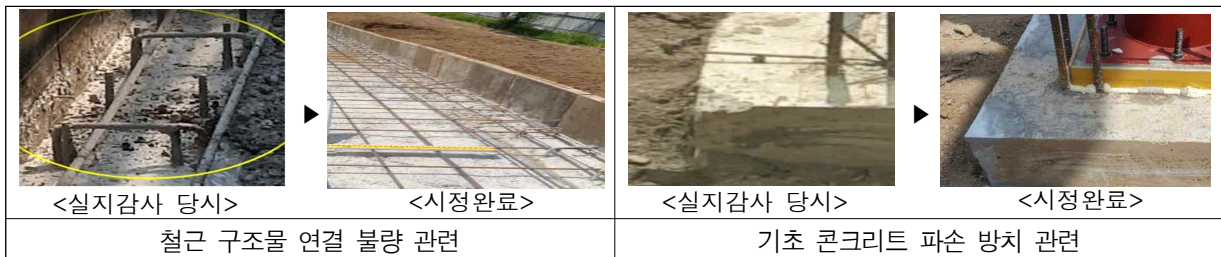 <실지감사 당시>
<시정완료>
<실지감사 당시>
<시정완료>
철근 구조물 연결 불량 관련
기초 콘크리트 파손 방치 관련